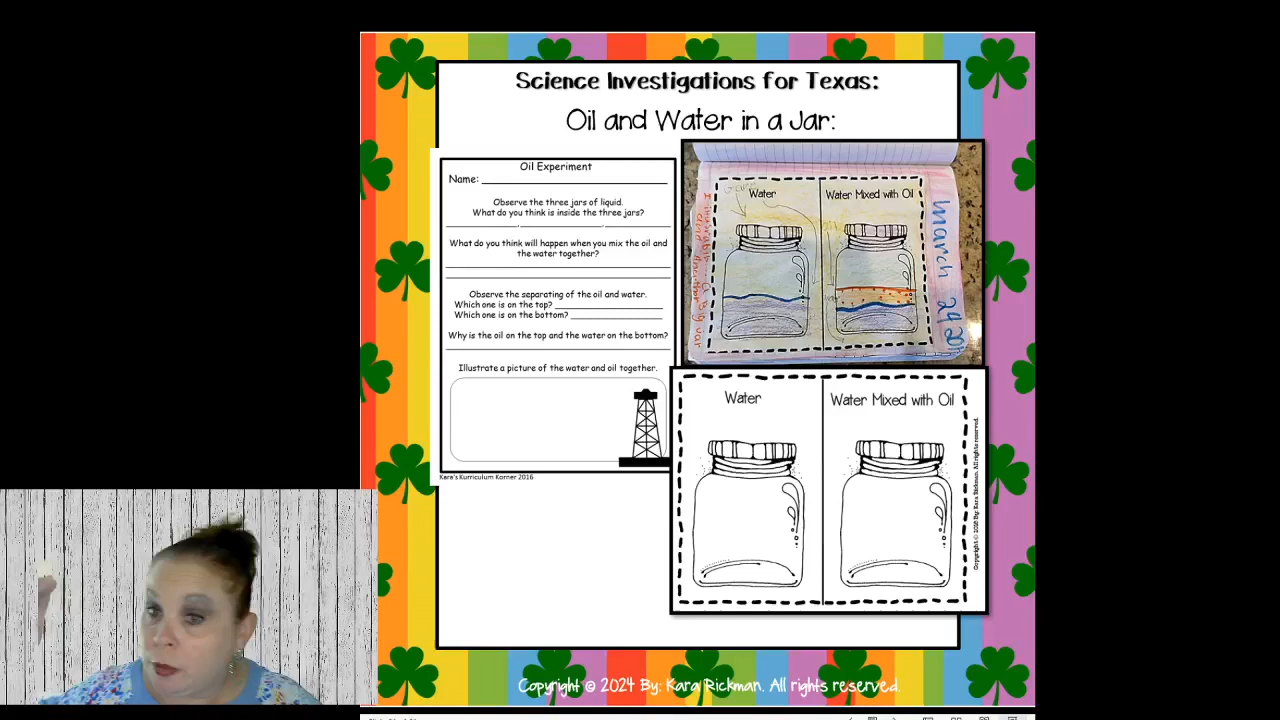 Science Investigations for Texas:
Oil and Water in a Jar:
Oil Experiment
Name:
Observe the three jars of liquid.
What do you think is inside the three jars?
What do you think will happen when you mix the oil and
the water together?
Observe the separating of the oil and water.
Which one is on the top?
Which one is on the bottom?
Why is the oil on the top and the water on the bottom?
Illustrate a picture of the water and oil together.
Kara's Kurriculum Korner 2016
Water
Water Mixed with Oil
March 24 201
Water
Water Mixed with Oil
Copyright © 2024 By: Kara Rickman. All rights reserved.